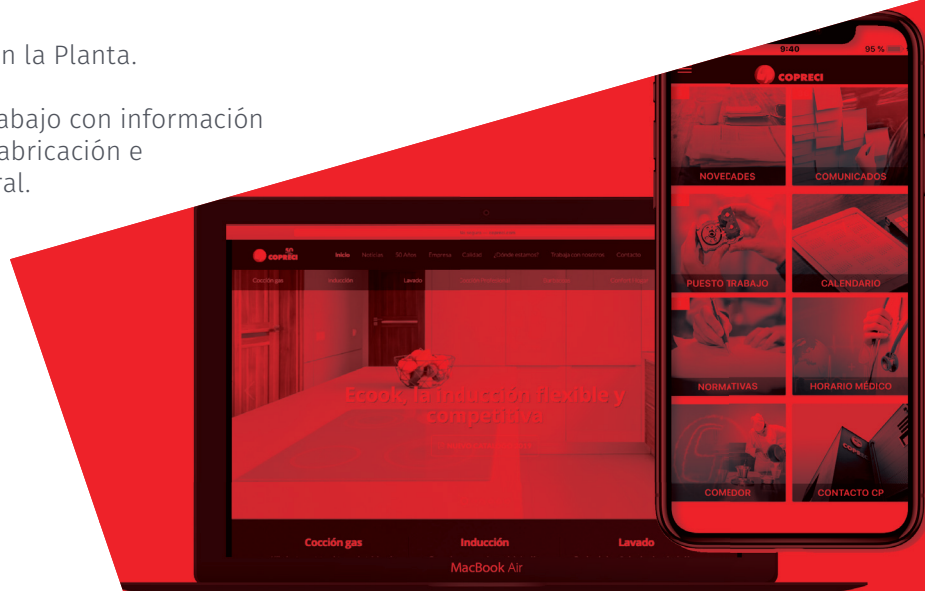 n la Planta.
abajo con información
abricación e
ral.
9:40
95 %
COPRECI
NOVEDADES
COMUNICADOS
PUESTO TRABAJO
CALENDARIO
NORMATIVAS
HORARIO MÉDICO
COMEDOR
CONTACTO CP
COPRECI
Inicio Noticias 50 Años Empresa Calidad ¿Dónde estamos? Trabaja con nosotros Contacto
Cocción gas Inducción Lavado
Ecook, la inducción flexible y
competitiva
Cocción gas Inducción Lavado
MacBook Air